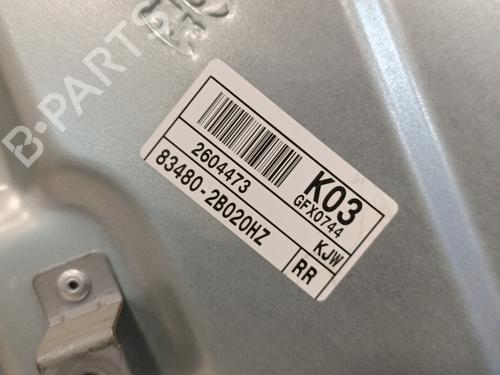 B-PARTS
K03
GFX0744
2604473
83480-2B020HZ
KJW
RR